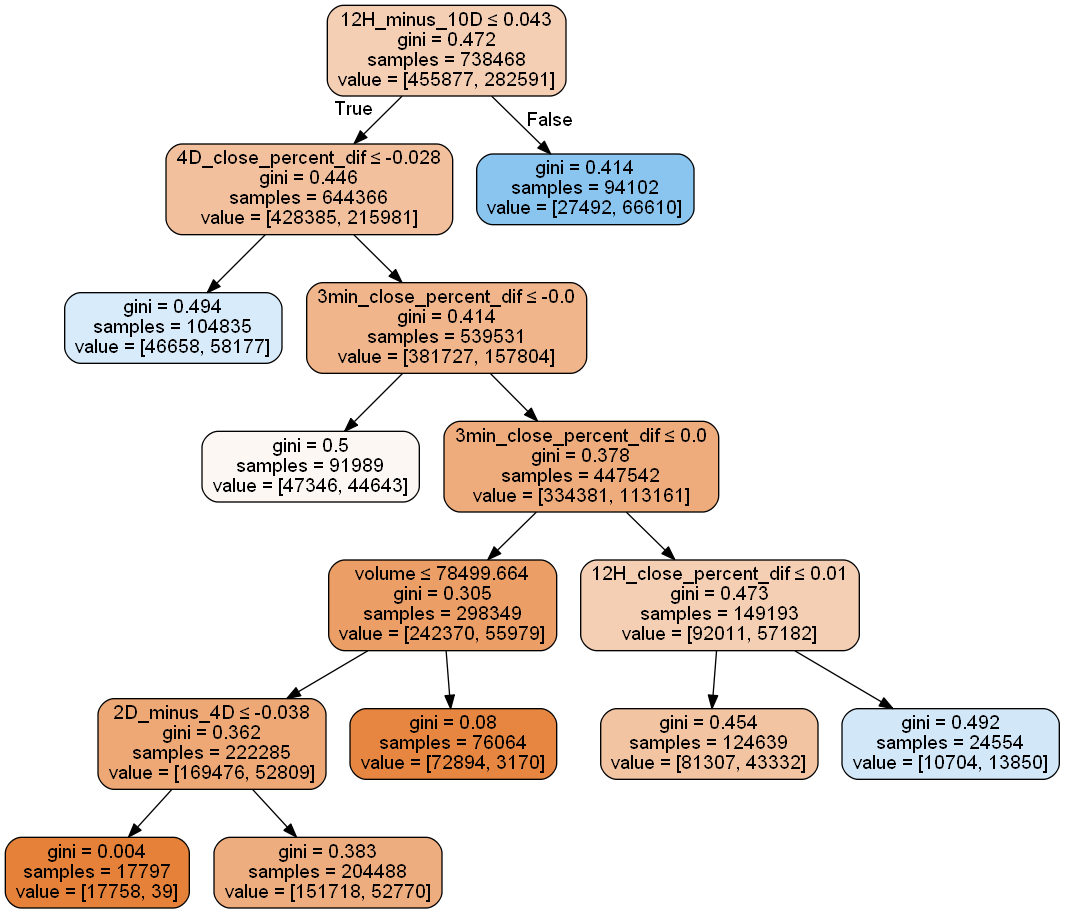 12H_minus_10D ≤ 0.043
gini = 0.472
samples = 738468
value = [455877, 282591]
True
False
4D_close_percent_dif ≤ -0.028
gini = 0.446
samples = 644366
value = [428385, 215981]
gini = 0.414
samples = 94102
value = [27492, 66610]
gini = 0.494
samples = 104835
value = [46658, 58177]
3min_close_percent_dif ≤ -0.0
gini = 0.414
samples = 539531
value = [381727, 157804]
gini = 0.5
samples = 91989
value = [47346, 44643]
3min_close_percent_dif ≤ 0.0
gini = 0.378
samples = 447542
value = [334381, 113161]
volume ≤ 78499.664
gini = 0.305
samples = 298349
value = [242370, 55979]
12H_close_percent_dif ≤ 0.01
gini = 0.473
samples = 149193
value = [92011, 57182]
2D_minus_4D ≤ -0.038
gini = 0.362
samples = 222285
value = [169476, 52809]
gini = 0.08
samples = 76064
value = [72894, 3170]
gini = 0.454
samples = 124639
value = [81307, 43332]
gini = 0.492
samples = 24554
value = [10704, 13850]
gini = 0.004
samples = 17797
value = [17758, 39]
gini = 0.383
samples = 204488
value = [151718, 52770]